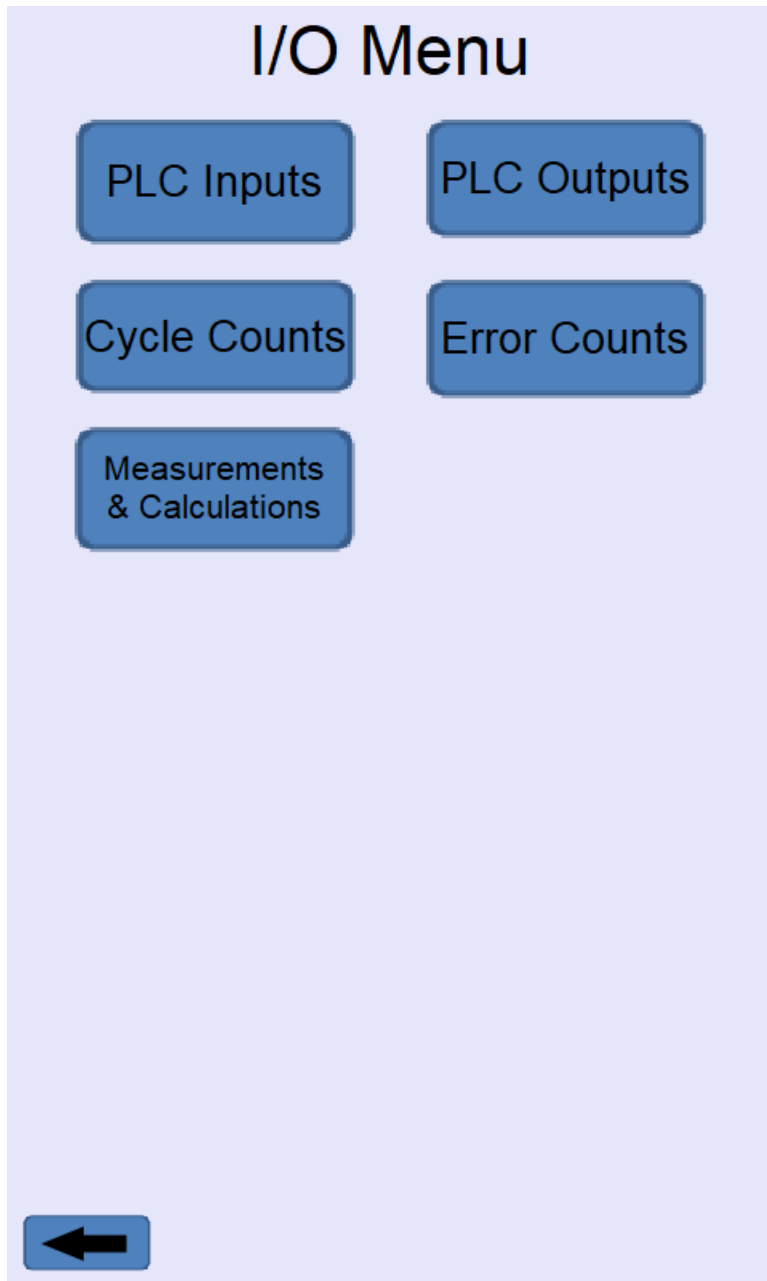 I/O Menu
PLC Inputs
PLC Outputs
Cycle Counts
Error Counts
Measurements
& Calculations